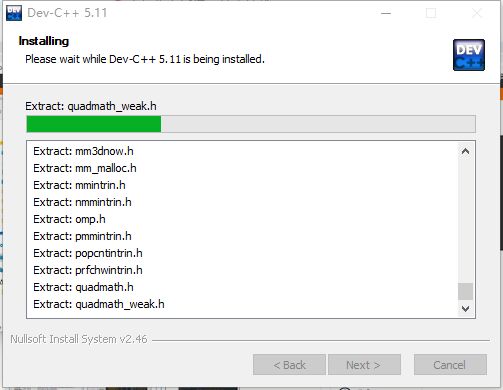 Dev-C++ 5.11
Installing
Please wait while Dev-C++ 5.11 is being installed.
DEV
C++
Extract: quadmath_weak.h
Extract: mm3dnow.h
Extract: mm_malloc.h
Extract: mmintrin.h
Extract: nmmintrin.h
Extract: omp.h
Extract: pmmintrin.h
Extract: popcntintrin.h
Extract: prfchwintrin.h
Extract: quadmath.h
Extract: quadmath_weak.h
Nullsoft Install System v2.46
< Back
Next >
Cancel